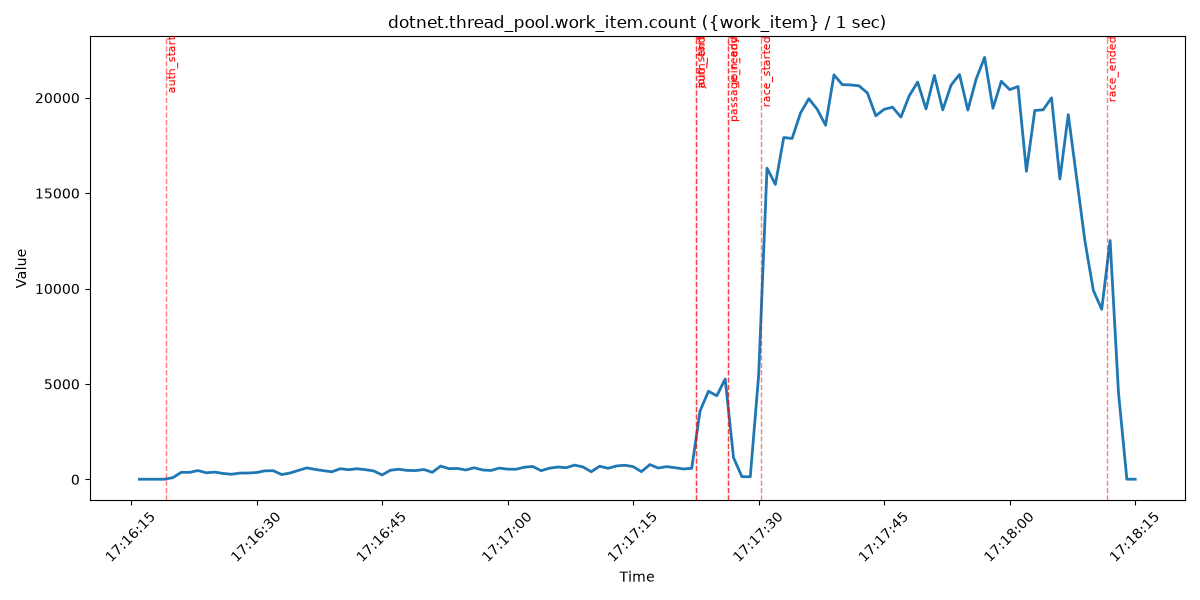 dotnet.thread_pool.work_item.count ({work_item} / 1 sec)
auth_start
race_started
race_ended
20000
15000
10000
5000
0
Value
17:16:15
17:16:30
17:16:45
17:17:00
17:17:15
17:17:30
17:17:45
17:18:00
17:18:15
Time